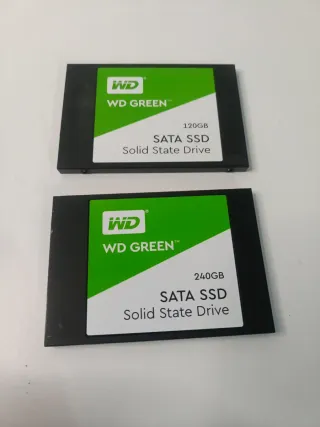 WD
WD GREEN™
120GB
SATA SSD
Solid State Drive
WD
WD GREEN™
240GB
SATA SSD
Solid State Drive